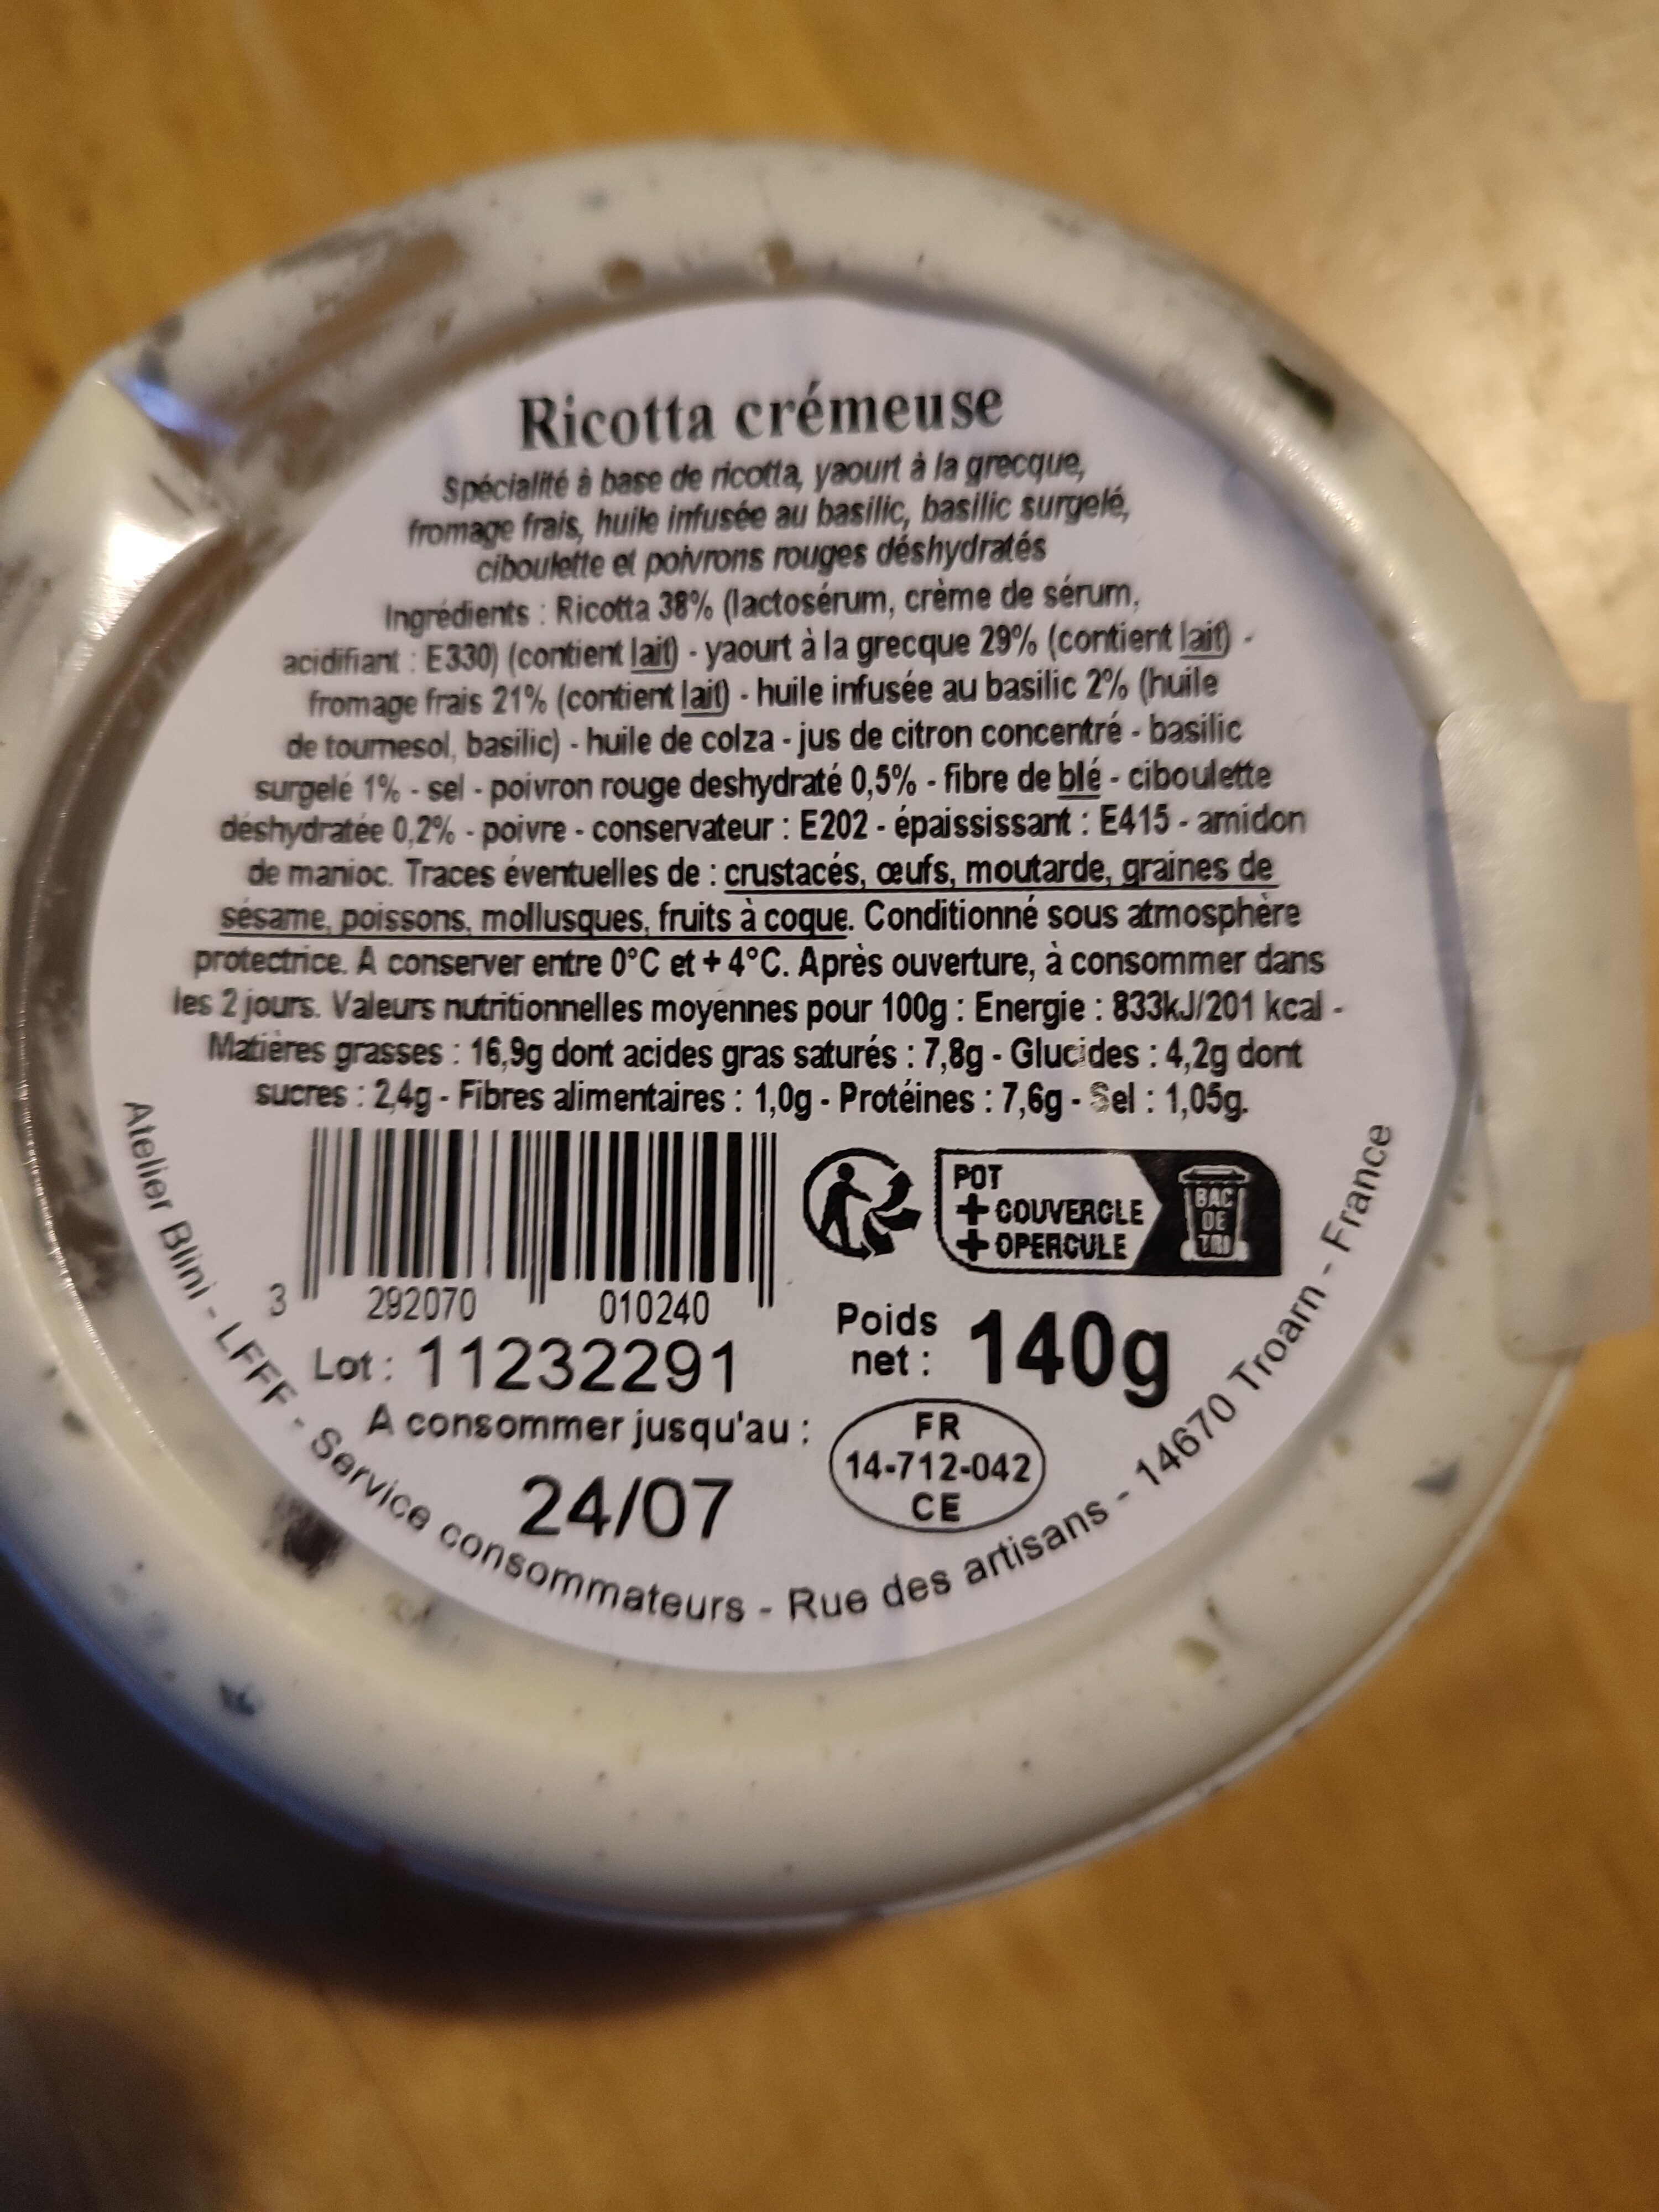 Ricotta crémeuse
Spécialité à base de ricotta, yaourt à la grecque,
fromage frais, huile infusée au basilic, basilic surgelé,
ciboulette et poivrons rouges déshydratés
Ingrédients : Ricotta 38% (lactosérum, crème de sérum,
acidifiant : E330) (contient lait) - yaourt à la grecque 29% (contient lait) -
fromage frais 21% (contient lait) - huile infusée au basilic 2% (huile
de tournesol, basilic) - huile de colza - jus de citron concentré - basilic
surgelé 1% - sel - poivron rouge deshydraté 0,5% - fibre de blé - ciboulette
déshydratée 0,2% - poivre - conservateur : E202 - épaississant : E415 - amidon
de manioc. Traces éventuelles de : crustacés, œufs, moutarde, graines de
sésame, poissons, mollusques, fruits à coque. Conditionné sous atmosphère
protectrice. A conserver entre 0°C et + 4°C. Après ouverture, à consommer dans
les 2 jours. Valeurs nutritionnelles moyennes pour 100g : Energie : 833kJ/201 kcal -
Matières grasses : 16,9g dont acides gras saturés : 7,8g - Glucides : 4,2g dont
sucres : 2,4g - Fibres alimentaires : 1,0g - Protéines : 7,6g - Sel : 1,05g.
POT
+ COUVERCLE
+ OPERCULE
BAC
DE
TRI
3 292070 010240
Poids
net : 140g
Lot : 11232291
A consommer jusqu'au :
24/07
FR
14-712-042
CE
Atelier Blini - LFFF - Service consommateurs - Rue des artisans - 14670 Troarn - France